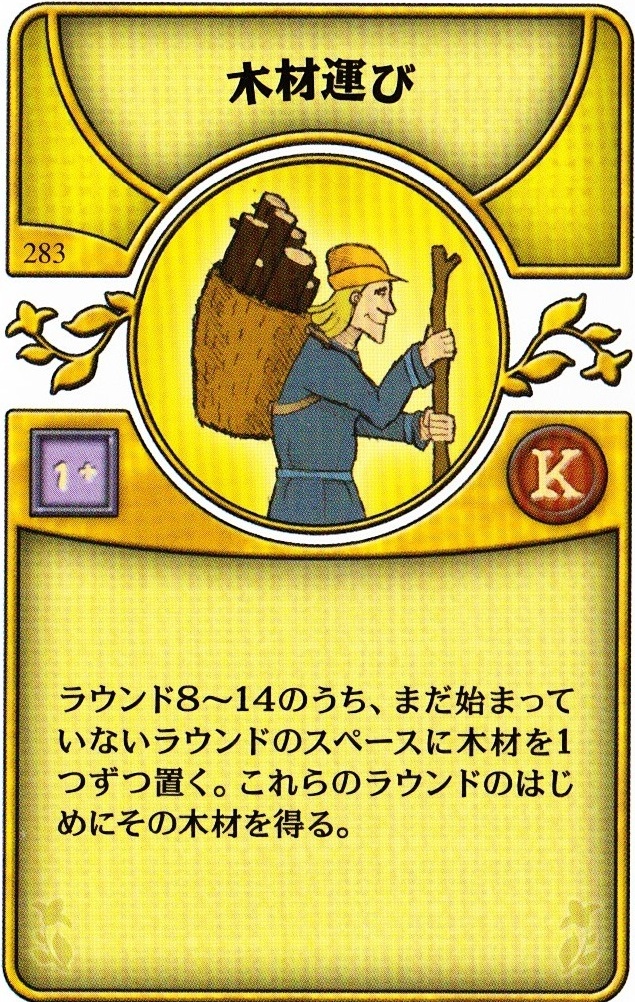 木材運び
283
1+
K
ラウンド8〜14のうち、まだ始まって
いないラウンドのスペースに木材を1
つずつ置く。これらのラウンドのはじ
めにその木材を得る。